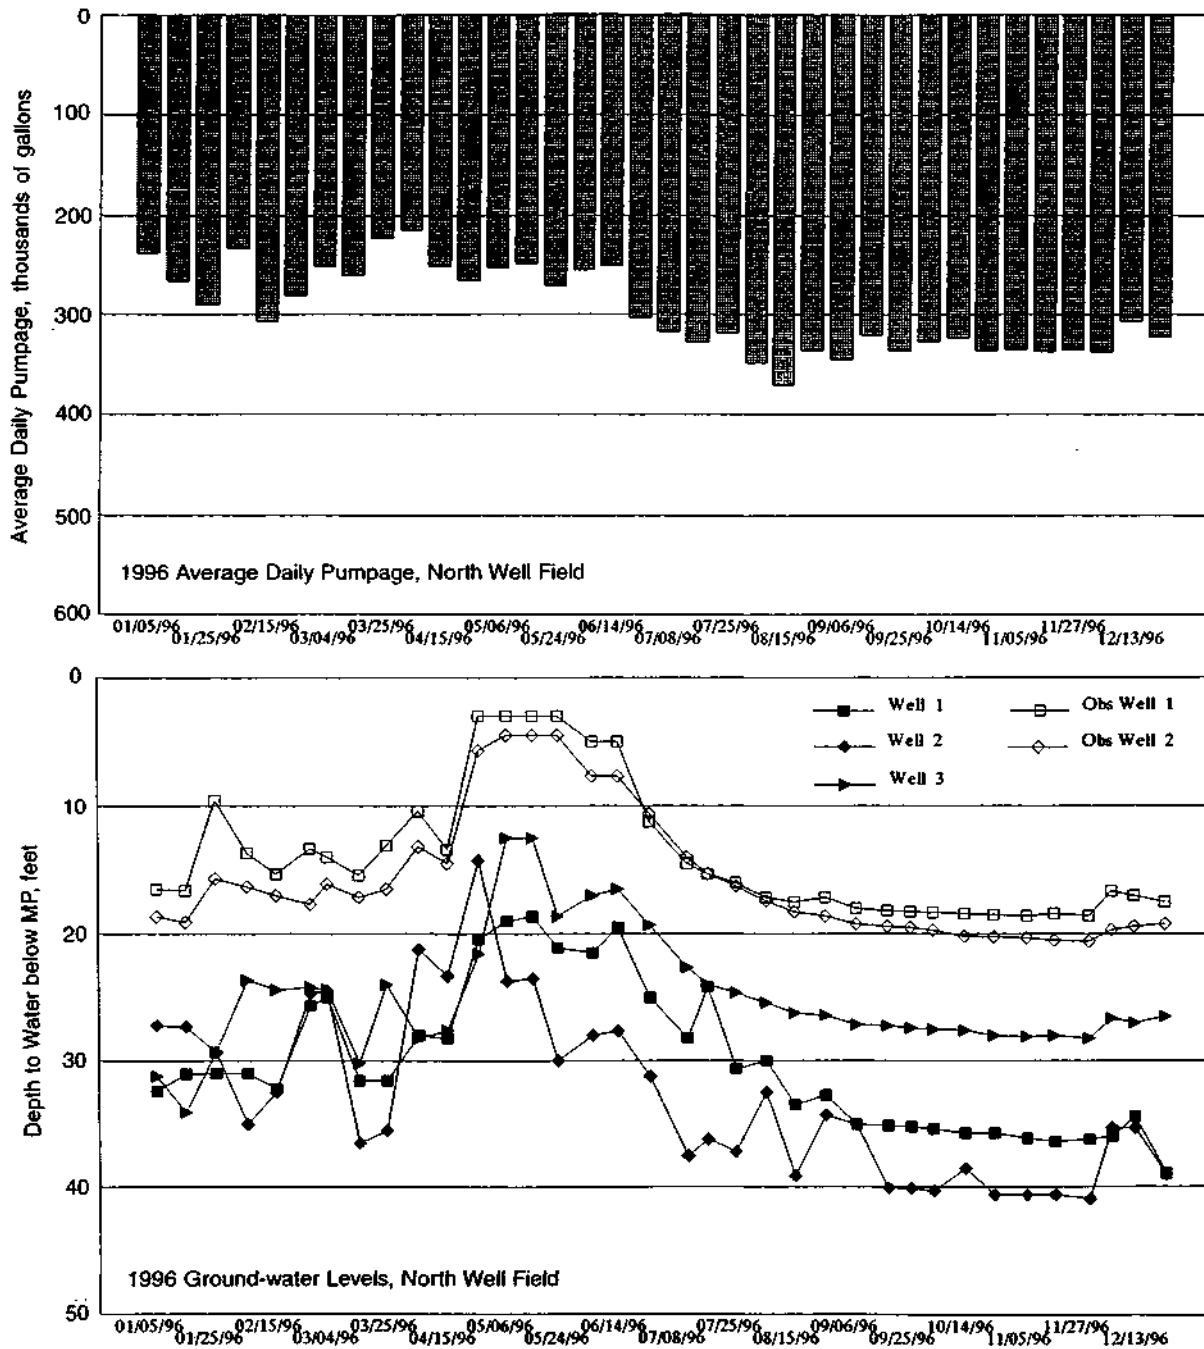 0
100
200
300
400
500
600
Average Daily Pumpage, thousands of gallons
1996 Average Daily Pumpage, North Well Field
01/05/96 02/15/96 03/25/96 05/06/96 06/14/96 07/25/96 09/06/96 10/14/96 11/27/96
01/25/96 03/04/96 04/15/96 05/24/96 07/08/96 08/15/96 09/25/96 11/05/96 12/13/96
0
10
20
30
40
50
Depth to Water below MP, feet
Well 1 Obs Well 1
Well 2 Obs Well 2
Well 3
1996 Ground-water Levels, North Well Field
01/05/96 02/15/96 03/25/96 05/06/96 06/14/96 07/25/96 09/06/96 10/14/96 11/27/96
01/25/96 03/04/96 04/15/96 05/24/96 07/08/96 08/15/96 09/25/96 11/05/96 12/13/96